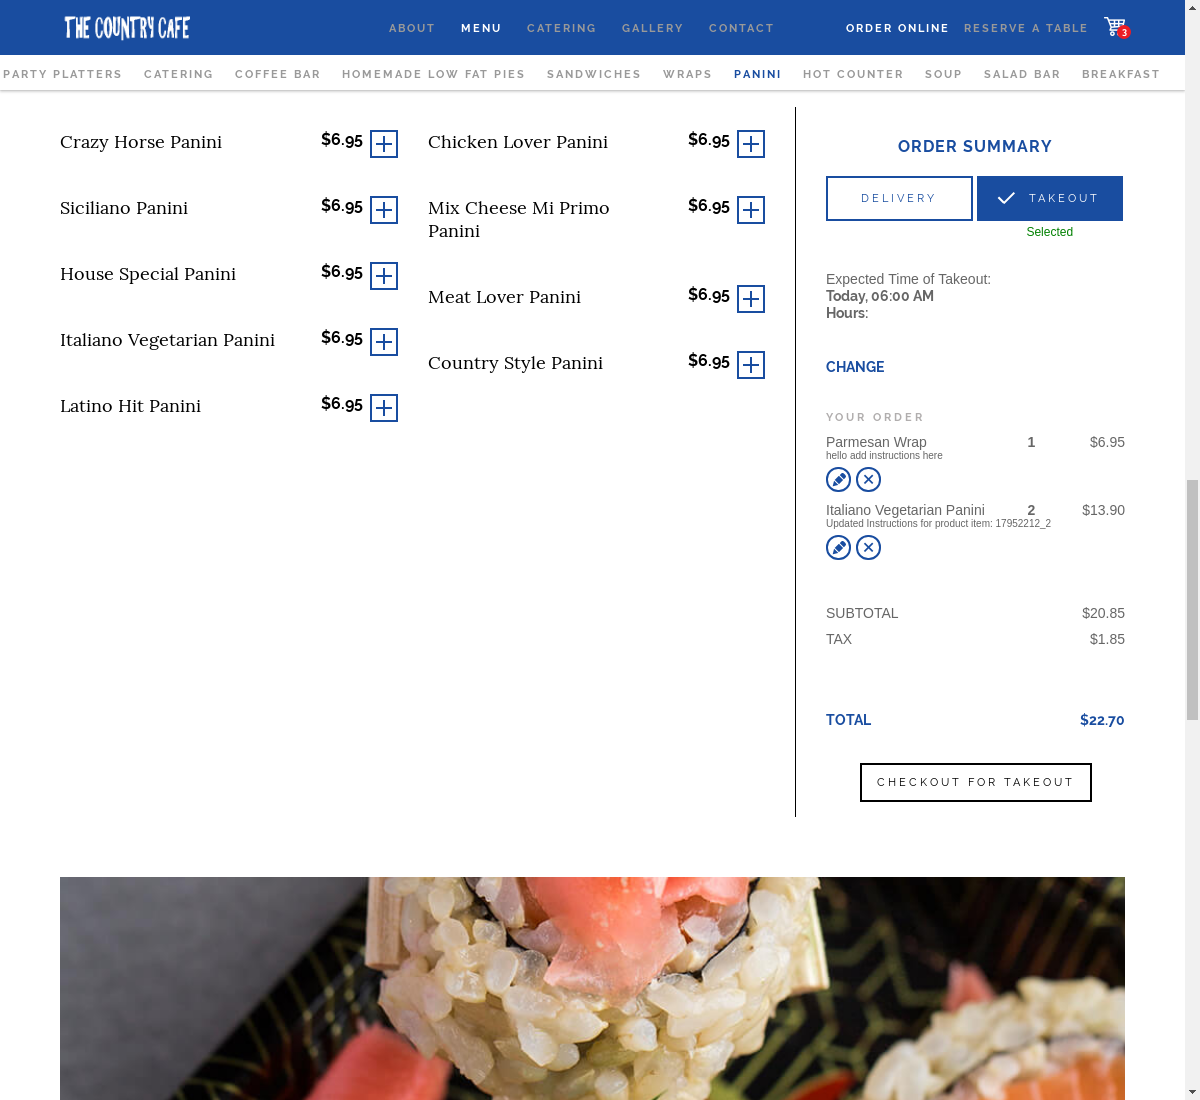 THE COUNTRY CAFE
ABOUT MENU CATERING GALLERY CONTACT ORDER ONLINE RESERVE A TABLE 3
PARTY PLATTERS CATERING COFFEE BAR HOMEMADE LOW FAT PIES SANDWICHES WRAPS PANINI HOT COUNTER SOUP SALAD BAR BREAKFAST
Crazy Horse Panini $6.95
Siciliano Panini $6.95
House Special Panini $6.95
Italiano Vegetarian Panini $6.95
Latino Hit Panini $6.95
Chicken Lover Panini $6.95
Mix Cheese Mi Primo $6.95
Panini
Meat Lover Panini $6.95
Country Style Panini $6.95
ORDER SUMMARY
DELIVERY TAKEOUT
Selected
Expected Time of Takeout:
Today, 06:00 AM
Hours:
CHANGE
YOUR ORDER
Parmesan Wrap 1 $6.95
hello add instructions here
Italiano Vegetarian Panini 2 $13.90
Updated Instructions for product item: 17952212_2
SUBTOTAL $20.85
TAX $1.85
TOTAL $22.70
CHECKOUT FOR TAKEOUT